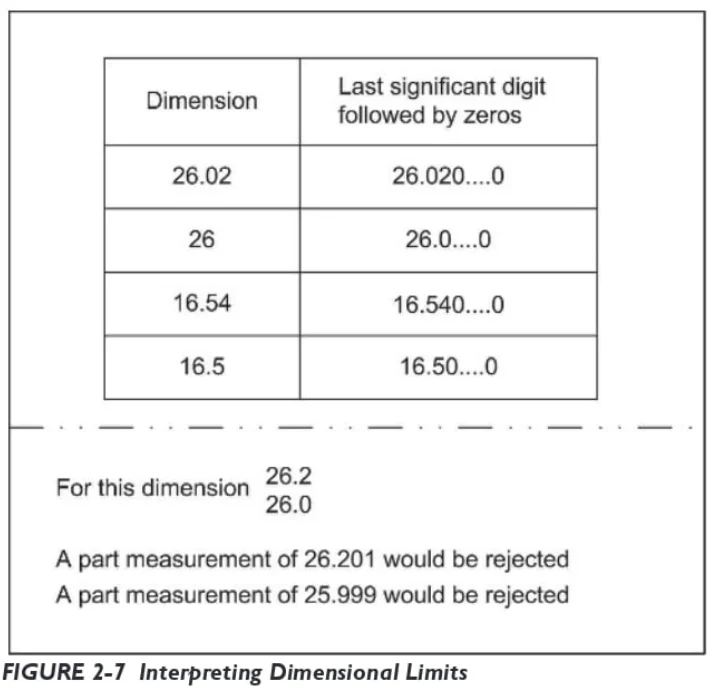 Dimension
Last significant digit
followed by zeros
26.02
26.020....0
26
26.0....0
16.54
16.540....0
16.5
16.50....0
For this dimension 26.2
26.0
A part measurement of 26.201 would be rejected
A part measurement of 25.999 would be rejected
FIGURE 2-7 Interpreting Dimensional Limits